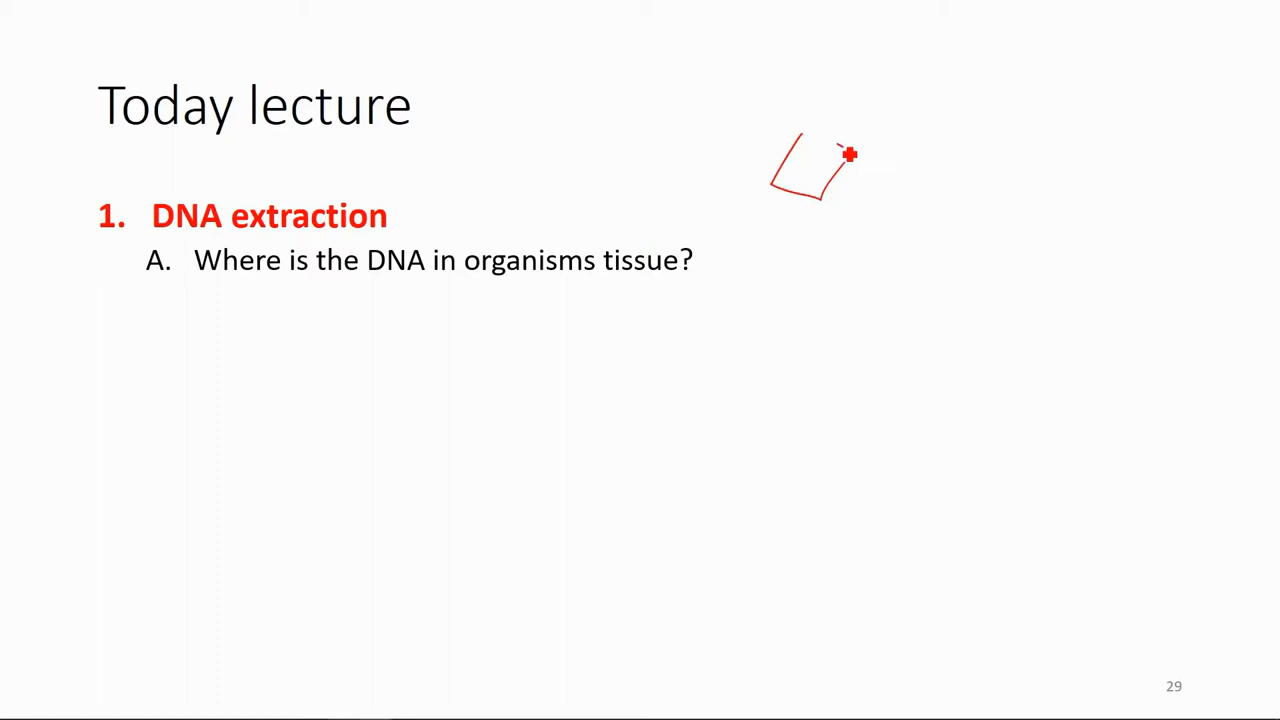 Today lecture
1. DNA extraction
A. Where is the DNA in organisms tissue?
29